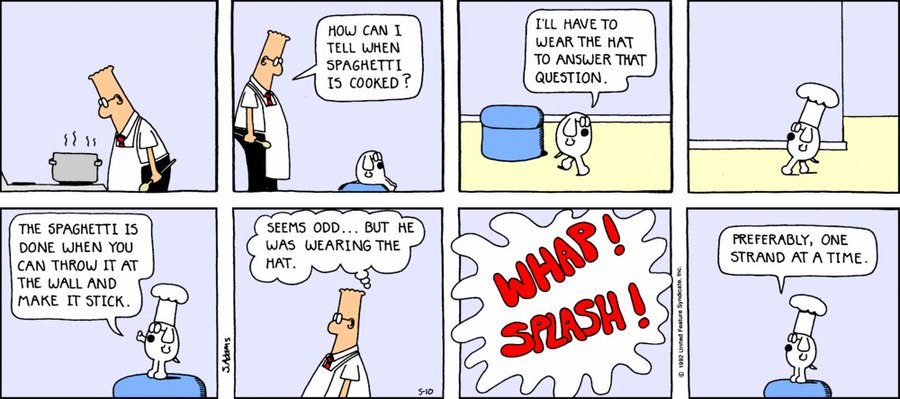 HOW CAN I
TELL WHEN
SPAGHETTI
IS COOKED?
I'LL HAVE TO
WEAR THE HAT
TO ANSWER THAT
QUESTION.
THE SPAGHETTI IS
DONE WHEN YOU
CAN THROW IT AT
THE WALL AND
MAKE IT STICK.
S.Adams
SEEMS ODD... BUT HE
WAS WEARING THE
HAT.
5-10
WHAP!
SPLASH!
© 1992 United Feature Syndicate, Inc.
PREFERABLY, ONE
STRAND AT A TIME.